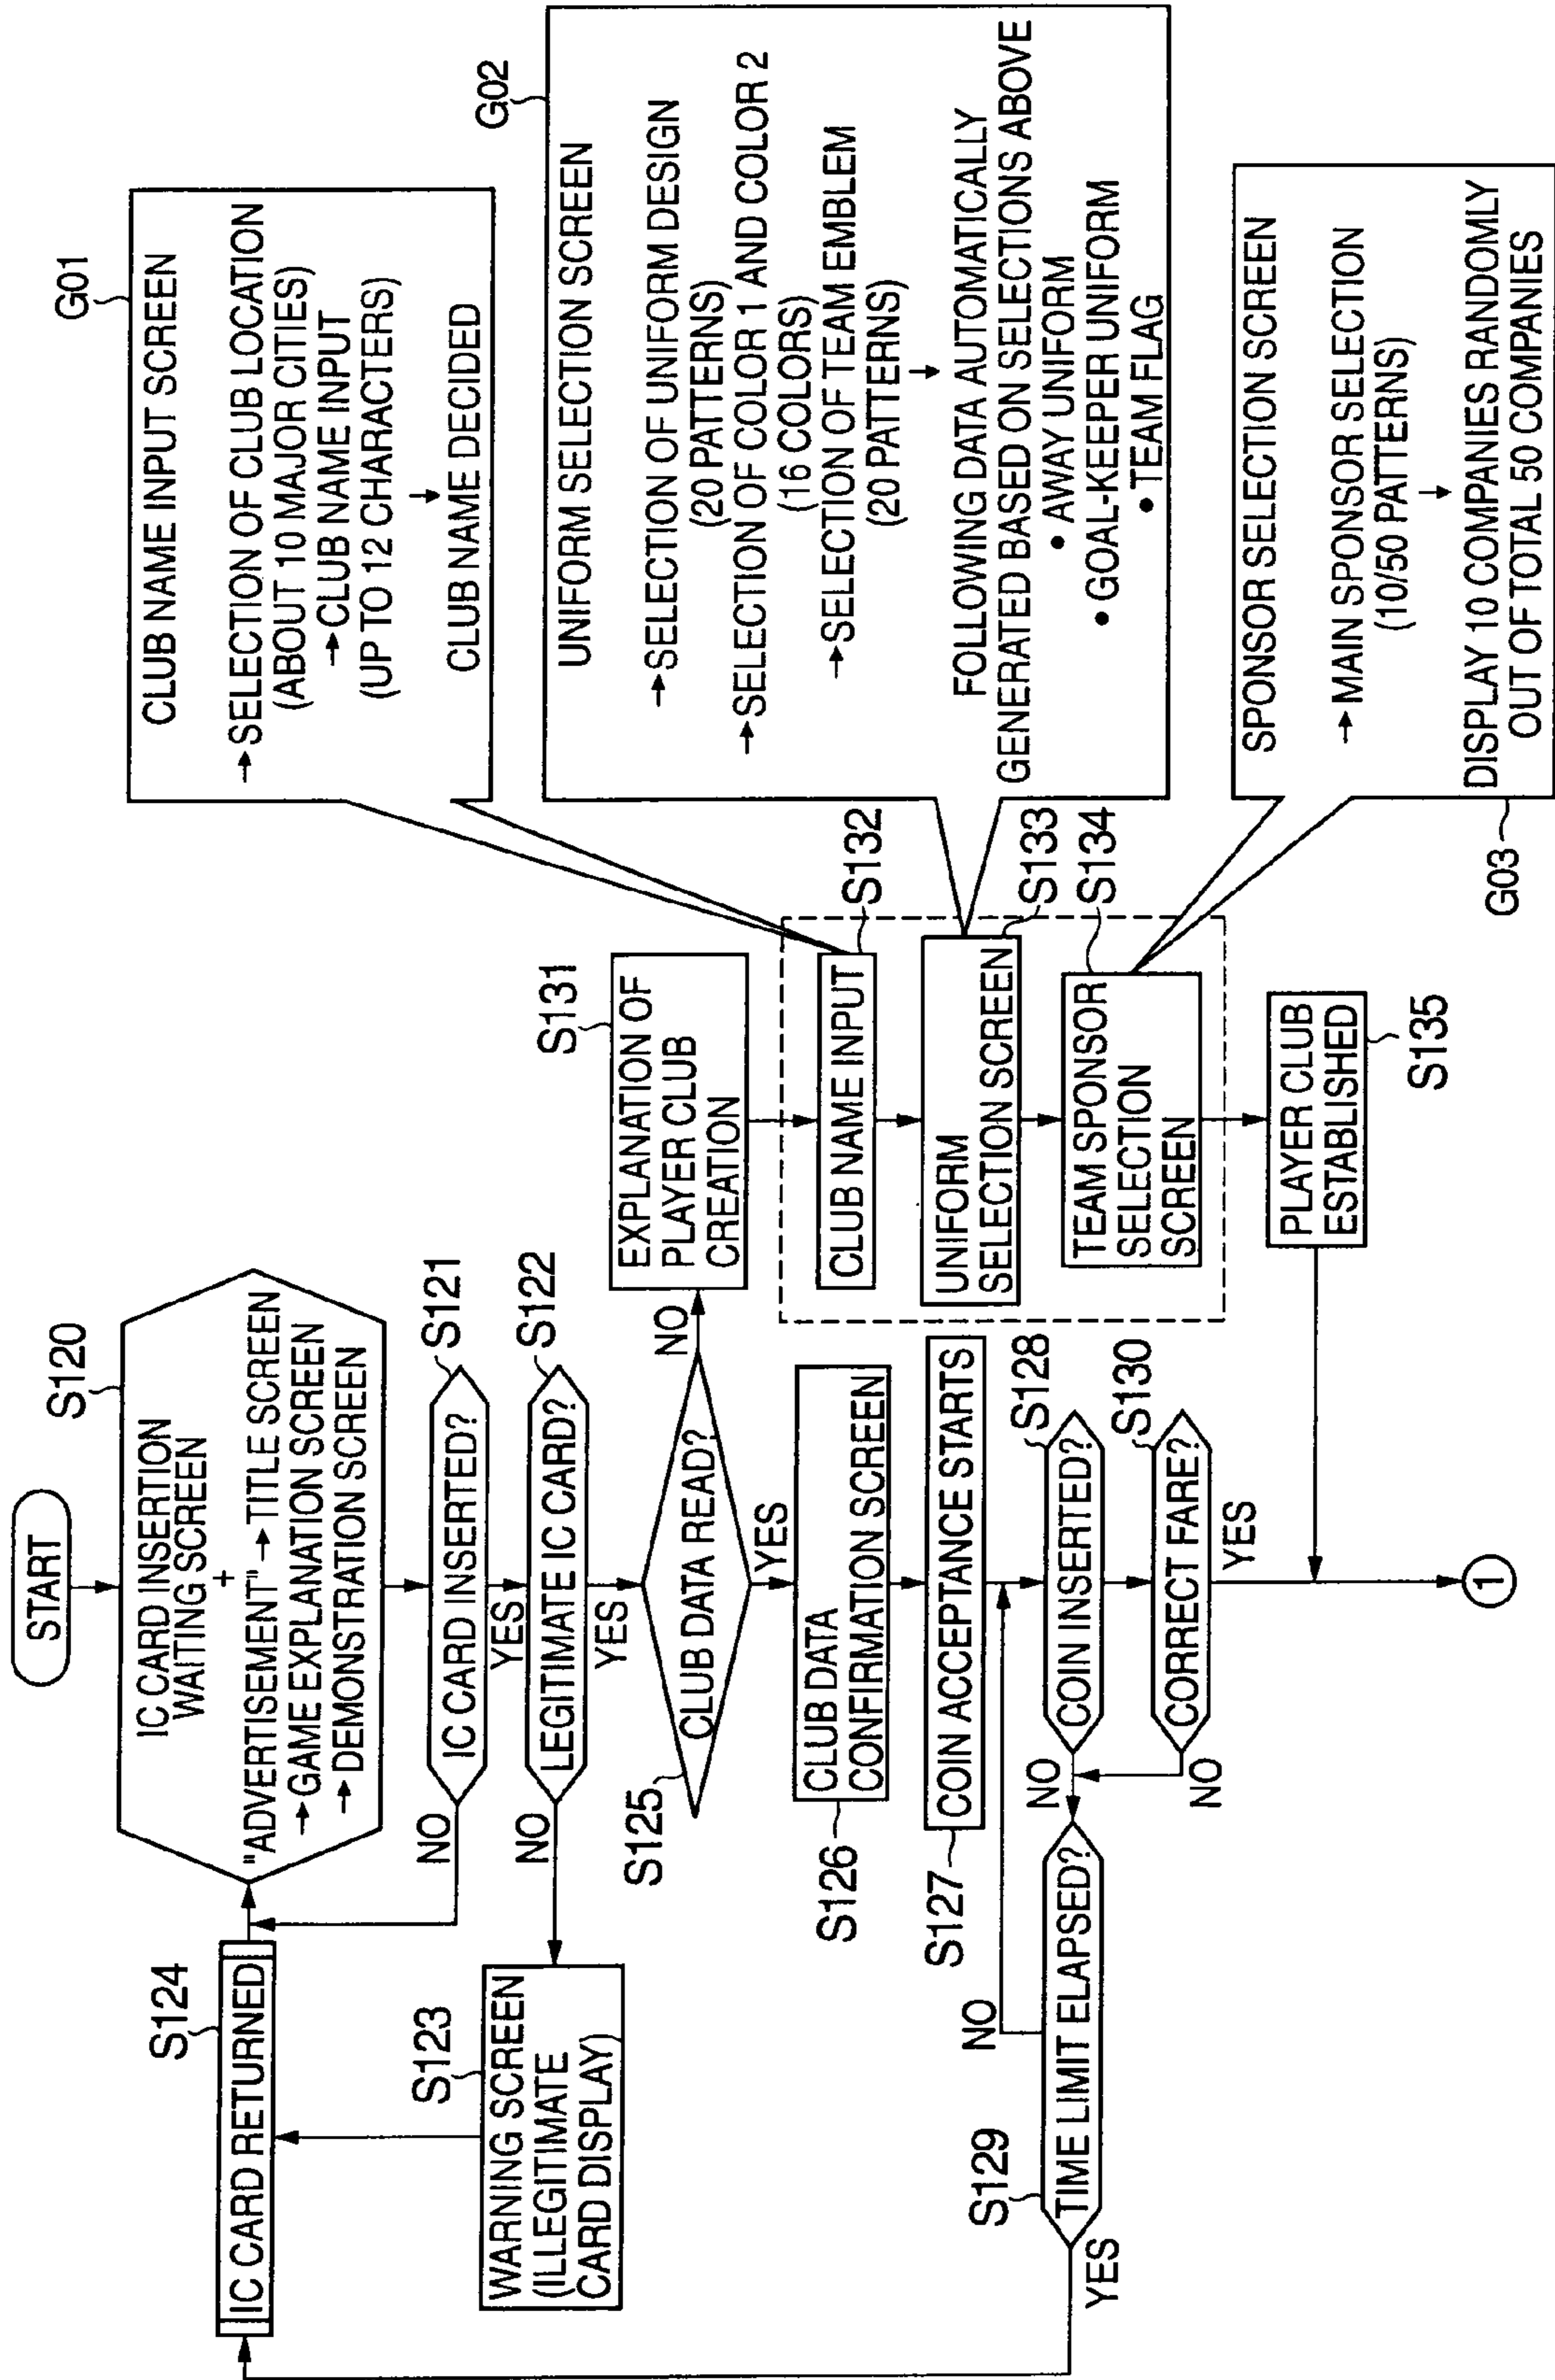 START
S120
IC CARD INSERTION
WAITING SCREEN
+
"ADVERTISEMENT" → TITLE SCREEN
→ GAME EXPLANATION SCREEN
→ DEMONSTRATION SCREEN
S124
IC CARD RETURNED
S121
IC CARD INSERTED?
NO
YES
S122
LEGITIMATE IC CARD?
NO
YES
S123
WARNING SCREEN
(ILLEGITIMATE
CARD DISPLAY)
S125
CLUB DATA READ?
NO
YES
S126
CLUB DATA
CONFIRMATION SCREEN
S127
COIN ACCEPTANCE STARTS
S128
COIN INSERTED?
NO
S129
TIME LIMIT ELAPSED?
NO
YES
S130
CORRECT FARE?
NO
YES
1
S131
EXPLANATION OF
PLAYER CLUB
CREATION
S132
CLUB NAME INPUT
S133
UNIFORM
SELECTION SCREEN
S134
TEAM SPONSOR
SELECTION
SCREEN
PLAYER CLUB
ESTABLISHED
S135
G01
CLUB NAME INPUT SCREEN
→ SELECTION OF CLUB LOCATION
(ABOUT 10 MAJOR CITIES)
→ CLUB NAME INPUT
(UP TO 12 CHARACTERS)
→
CLUB NAME DECIDED
G02
UNIFORM SELECTION SCREEN
→ SELECTION OF UNIFORM DESIGN
(20 PATTERNS)
→ SELECTION OF COLOR 1 AND COLOR 2
(16 COLORS)
→ SELECTION OF TEAM EMBLEM
(20 PATTERNS)
→
FOLLOWING DATA AUTOMATICALLY
GENERATED BASED ON SELECTIONS ABOVE
• AWAY UNIFORM
• GOAL-KEEPER UNIFORM
• TEAM FLAG
SPONSOR SELECTION SCREEN
→ MAIN SPONSOR SELECTION
(10/50 PATTERNS)
→
DISPLAY 10 COMPANIES RANDOMLY
OUT OF TOTAL 50 COMPANIES
G03